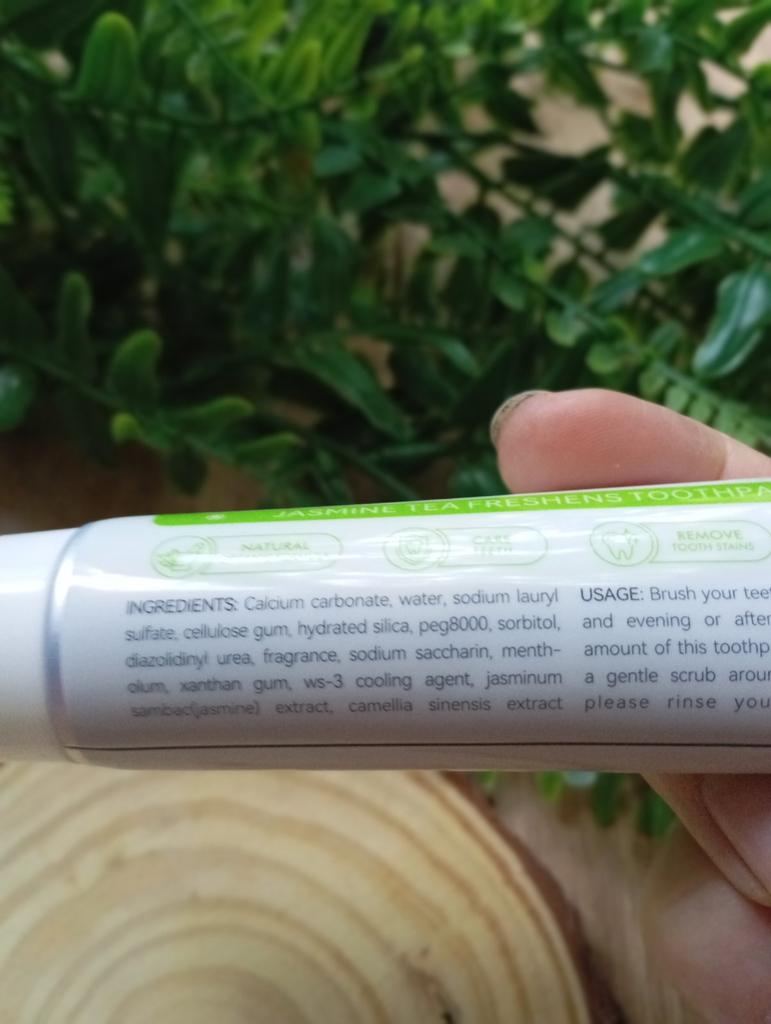 JASMINE TEA FRESHENS TOOTHPA
NATURAL
CARE
TEETH
REMOVE
TOOTH STAINS
INGREDIENTS: Calcium carbonate, water, sodium lauryl
sulfate, cellulose gum, hydrated silica, peg8000, sorbitol,
diazolidinyl urea, fragrance, sodium saccharin, menth-
olum, xanthan gum, ws-3 cooling agent, jasminum
sambac(jasmine) extract, camellia sinensis extract
USAGE: Brush your teet
and evening or after
amount of this toothp
a gentle scrub arour
please rinse you